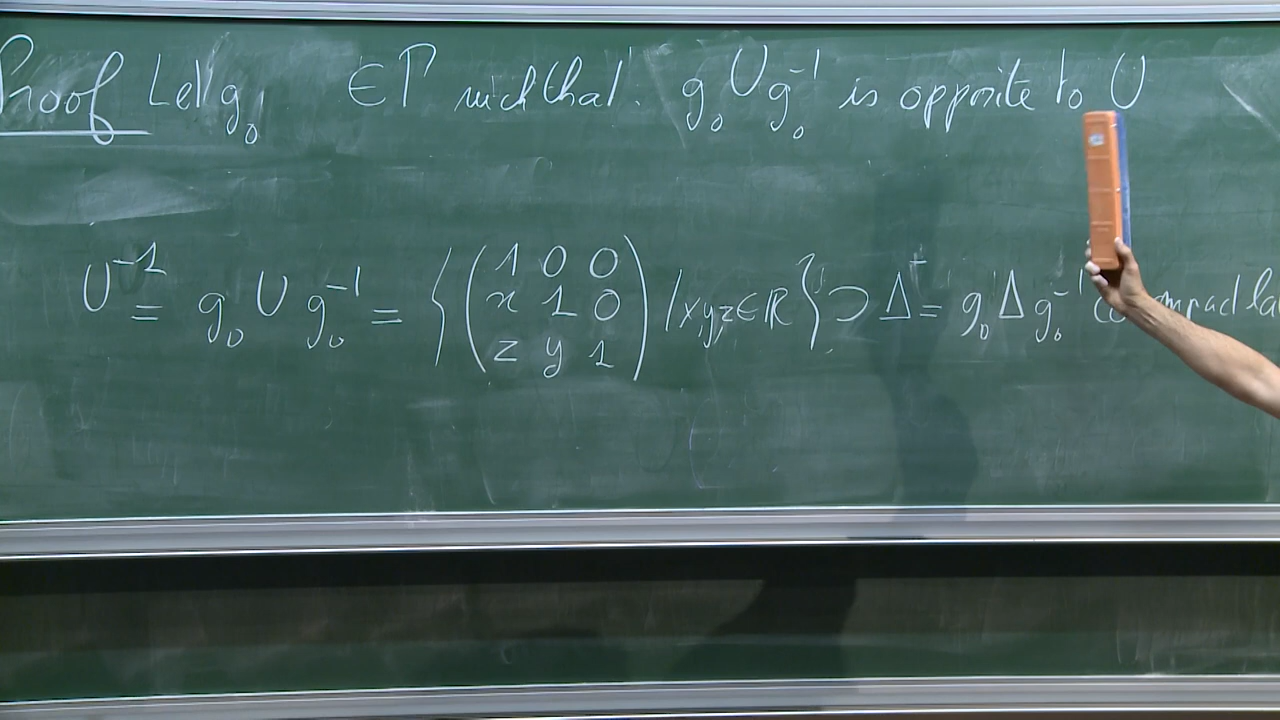 Proof Let g₀ ∈ Γ such that g₀Ug₀⁻¹ is opposite to U
U⁻ = g₀Ug₀⁻¹ = { ( 1 0 0 / x 1 0 / z y 1 ) / x,y,z ∈ ℝ } ⊃ Δ⁻ = g₀Δg₀⁻¹